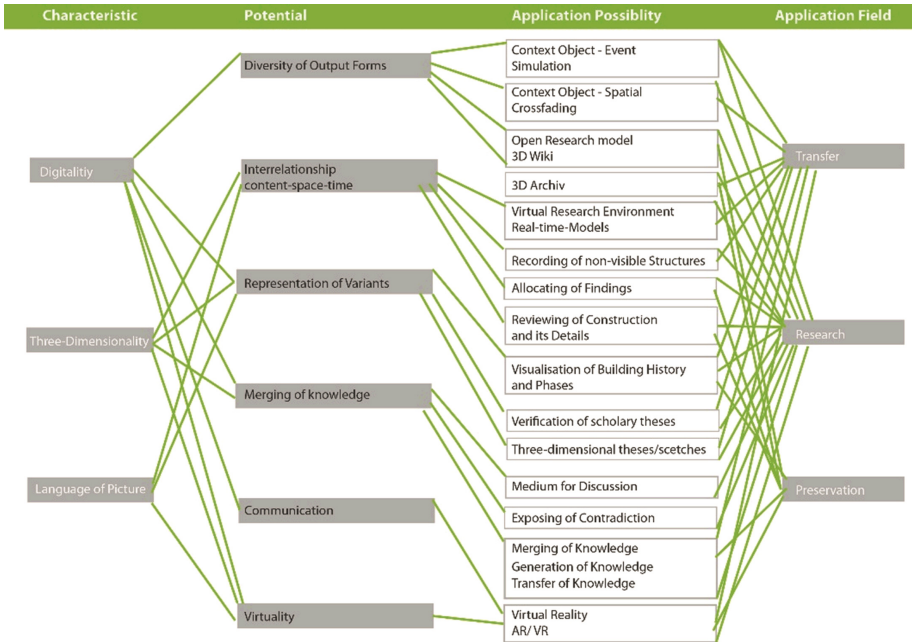 Characteristic
Potential
Application Possiblity
Application Field
Digitalitiy
Three-Dimensionality
Language of Picture
Diversity of Output Forms
Interrelationship
content-space-time
Representation of Variants
Merging of knowledge
Communication
Virtuality
Context Object - Event
Simulation
Context Object - Spatial
Crossfading
Open Research model
3D Wiki
3D Archiv
Virtual Research Environment
Real-time-Models
Recording of non-visible Structures
Allocating of Findings
Reviewing of Construction
and its Details
Visualisation of Building History
and Phases
Verification of scholary theses
Three-dimensional theses/scetches
Medium for Discussion
Exposing of Contradiction
Merging of Knowledge
Generation of Knowledge
Transfer of Knowledge
Virtual Reality
AR/ VR
Transfer
Research
Preservation